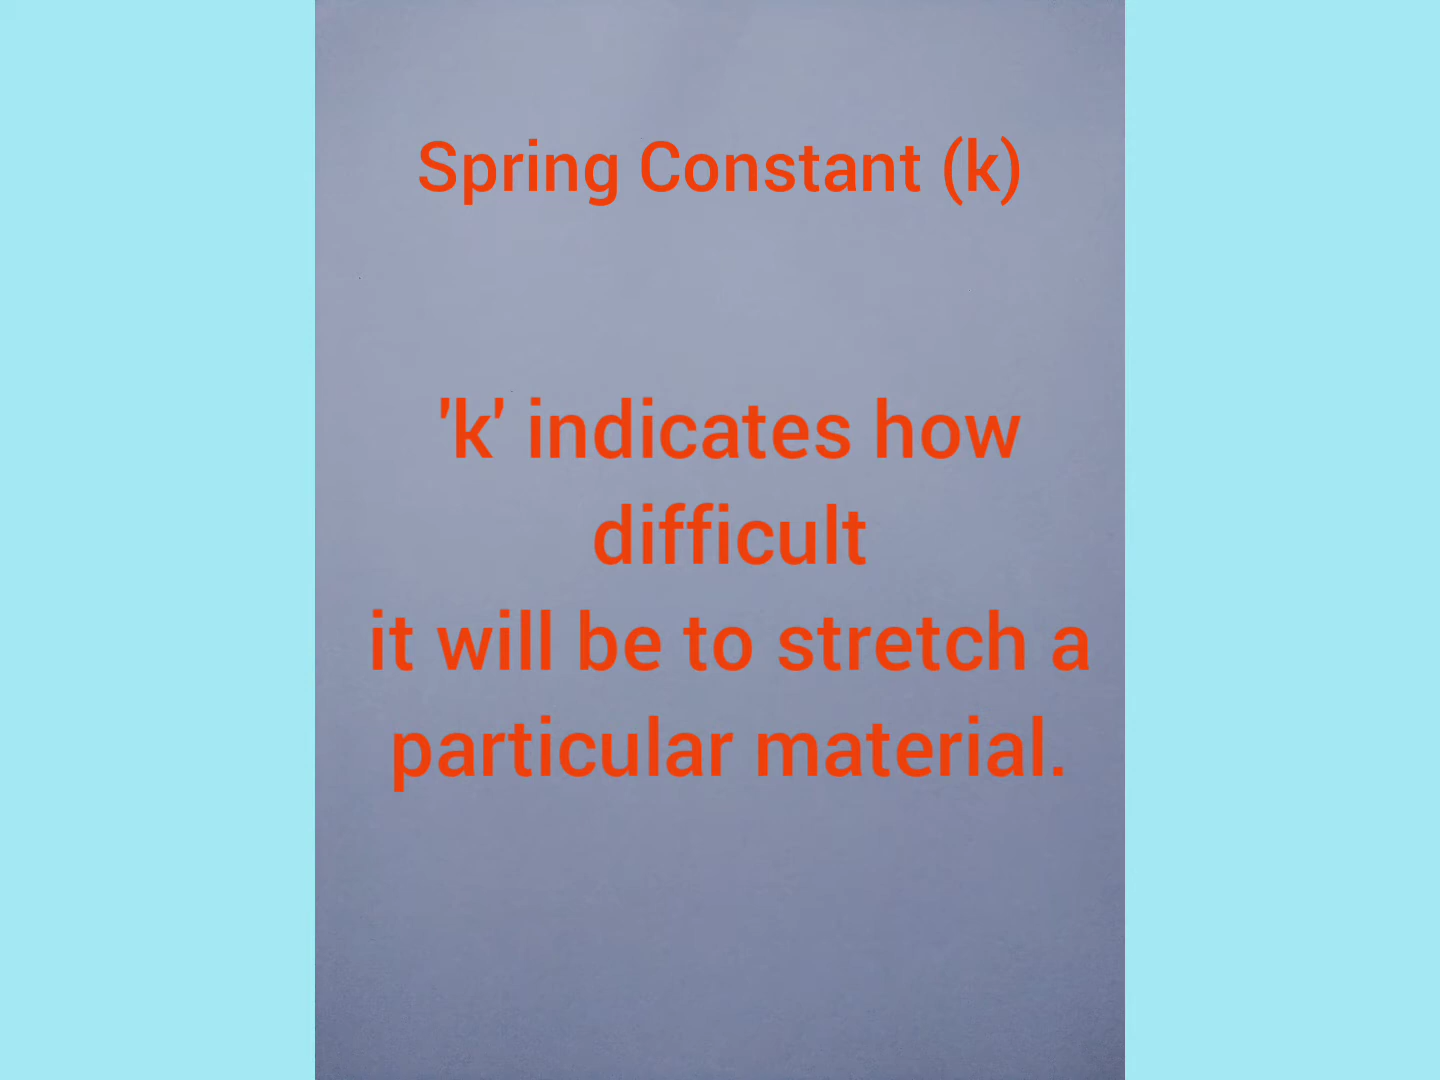 Spring Constant (k)
'k' indicates how
difficult
it will be to stretch a
particular material.